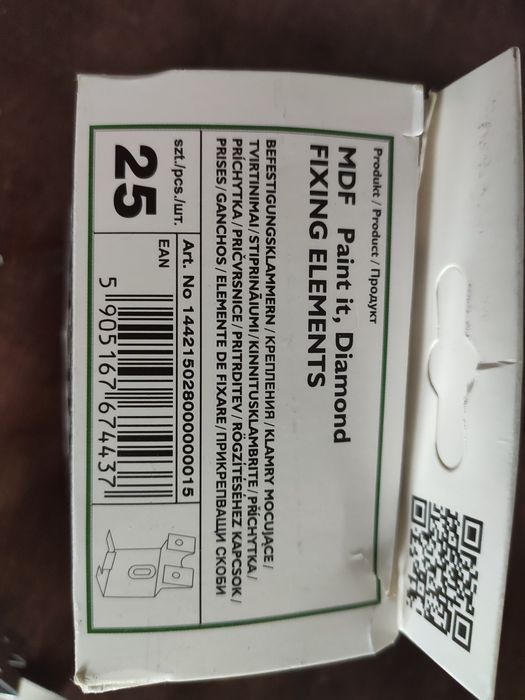 Produkt / Product / Продукт
MDF Paint it, Diamond
FIXING ELEMENTS
BEFESTIGUNGSKLAMMERN / КРЕПЛЕНИЯ / KLAMRY MOCUJĄCE /
TVIRTINIMAI / STIPRINĀJUMI / KINNITUSKLAMBRITE / PŘÍCHYTKA /
PRÍCHYTKA / PRIČVRSNICE / PRITRDITEV / RÖGZÍTÉSÉHEZ KAPCSOK /
PRISES / GANCHOS / ELEMENTE DE FIXARE / ПРИКРЕПВАЩИ СКОБИ
szt./pcs./шт.
25
Art. No 14421502800000015
EAN
5 905167 674437